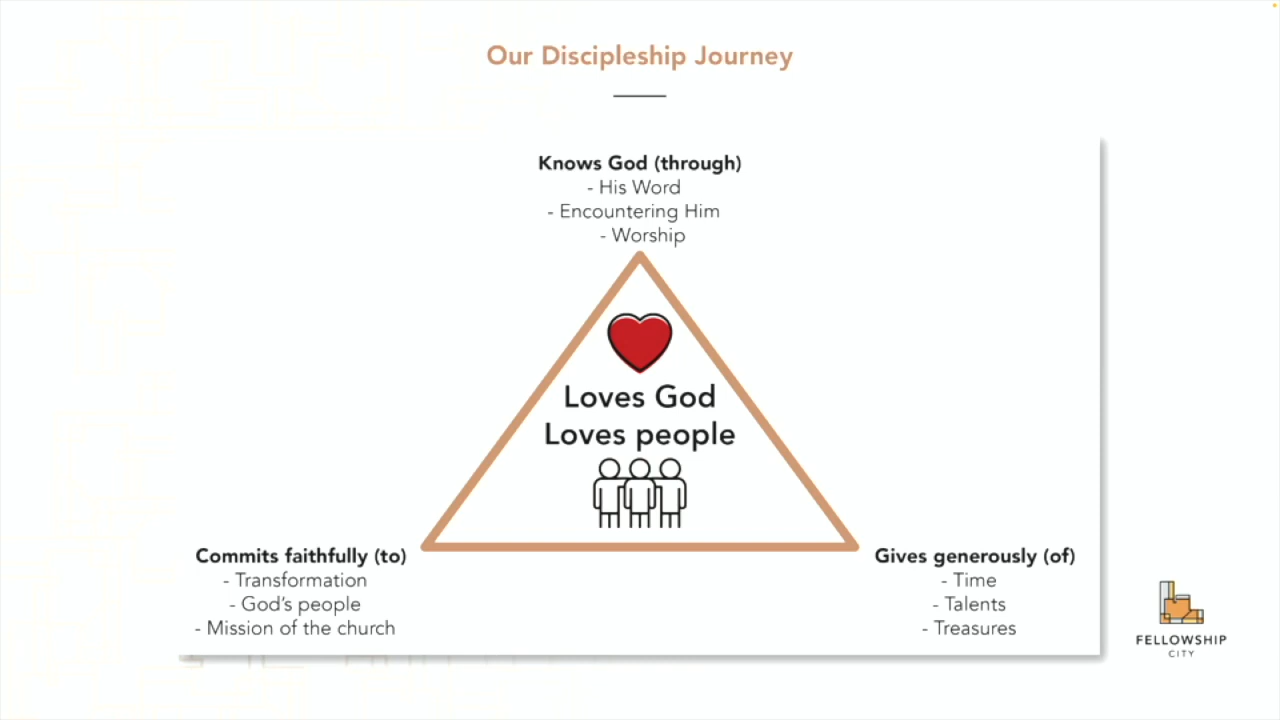 Our Discipleship Journey
Knows God (through)
- His Word
- Encountering Him
- Worship
Loves God
Loves people
Commits faithfully (to)
- Transformation
- God's people
- Mission of the church
Gives generously (of)
- Time
- Talents
- Treasures
FELLOWSHIP
CITY